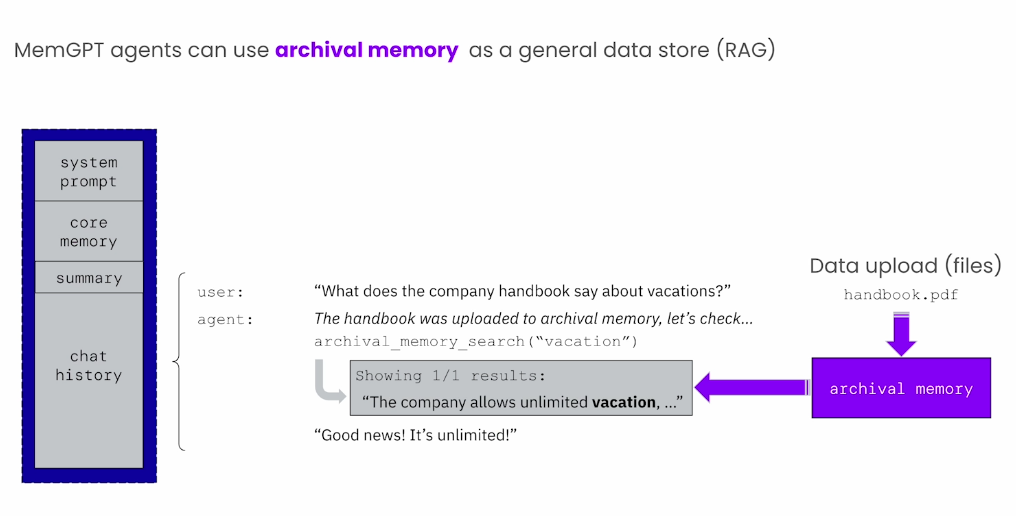 MemGPT agents can use archival memory as a general data store (RAG)
system
prompt
core
memory
summary
chat
history
user:
“What does the company handbook say about vacations?”
agent:
The handbook was uploaded to archival memory, let’s check...
archival_memory_search(“vacation”)
Showing 1/1 results:
“The company allows unlimited vacation, ...”
“Good news! It’s unlimited!”
Data upload (files)
handbook.pdf
archival memory